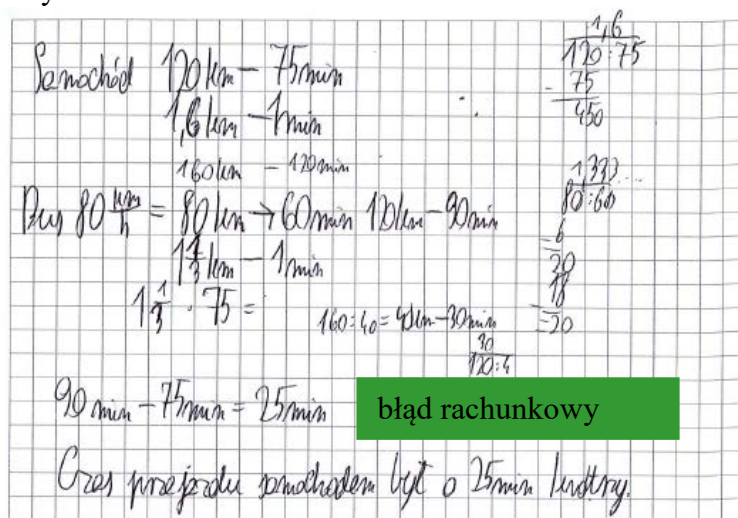 Samochód 120 km – 75 min
1,6 km – 1 min
160 km – 120 min
Bus 80 km/h = 80 km → 60 min 120 km – 90 min
1 1/3 km – 1 min
1 1/3 · 75 =
160:40 = 40 km – 30 min
30
120:4
90 min – 75 min = 25 min
błąd rachunkowy
Czas przejazdu samochodem był o 25 min krótszy.
1,6
120:75
- 75
450
1,333...
80:60
- 6
20
- 18
20